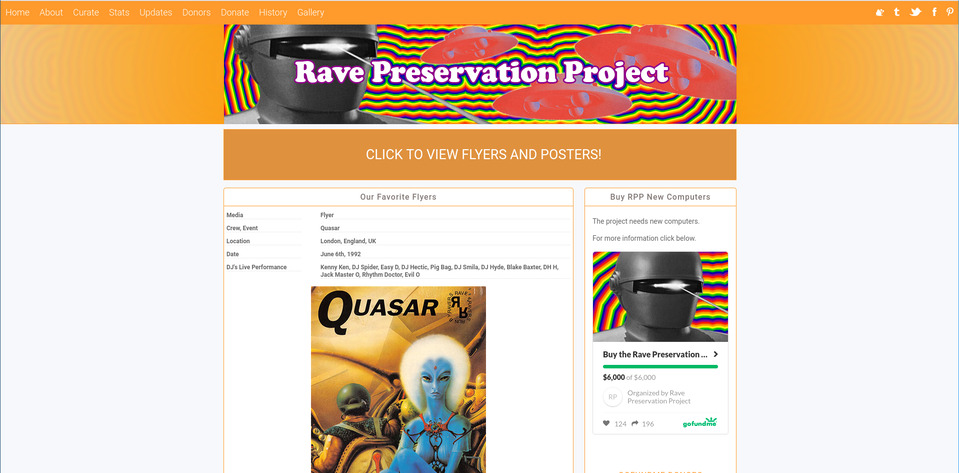 Home About Curate Stats Updates Donors Donate History Gallery
Rave Preservation Project
CLICK TO VIEW FLYERS AND POSTERS!
Our Favorite Flyers
Media Flyer
Crew, Event Quasar
Location London, England, UK
Date June 6th, 1992
DJ's Live Performance Kenny Ken, DJ Spider, Easy D, DJ Hectic, Pig Bag, DJ Smila, DJ Hyde, Blake Baxter, DH H,
Jack Master O, Rhythm Doctor, Evil O
QUASAR
Buy RPP New Computers
The project needs new computers.
For more information click below.
Buy the Rave Preservation ...
$6,000 of $6,000
RP
Organized by Rave
Preservation Project
124 196
gofundme